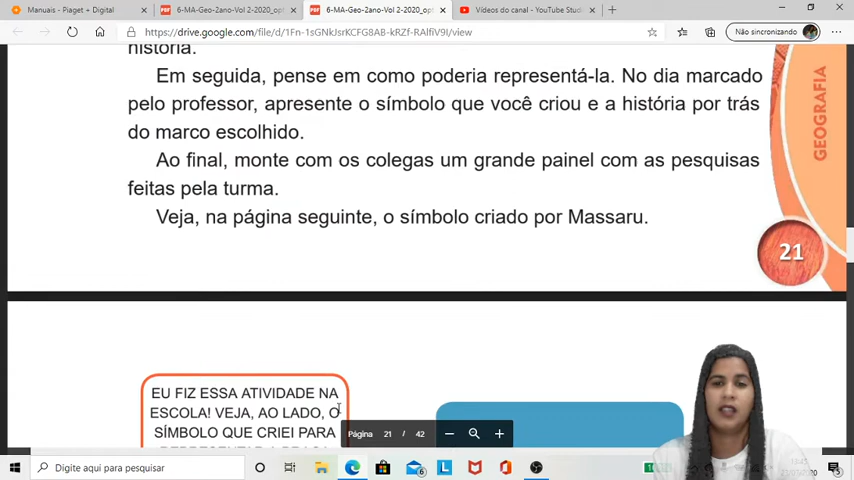 Manuais - Piaget + Digital
6-MA-Geo-2ano-Vol 2-2020_opt
6-MA-Geo-2ano-Vol 2-2020_opt
Vídeos do canal - YouTube Studi
https://drive.google.com/file/d/1Fn-1sGNkJsrKCFG8AB-kRZf-RAlfiV9I/view
Não sincronizando
história.
Em seguida, pense em como poderia representá-la. No dia marcado
pelo professor, apresente o símbolo que você criou e a história por trás
do marco escolhido.
Ao final, monte com os colegas um grande painel com as pesquisas
feitas pela turma.
Veja, na página seguinte, o símbolo criado por Massaru.
GEOGRAFIA
21
EU FIZ ESSA ATIVIDADE NA
ESCOLA! VEJA, AO LADO, O
SÍMBOLO QUE CRIEI PARA
Página 21 / 42
Digite aqui para pesquisar